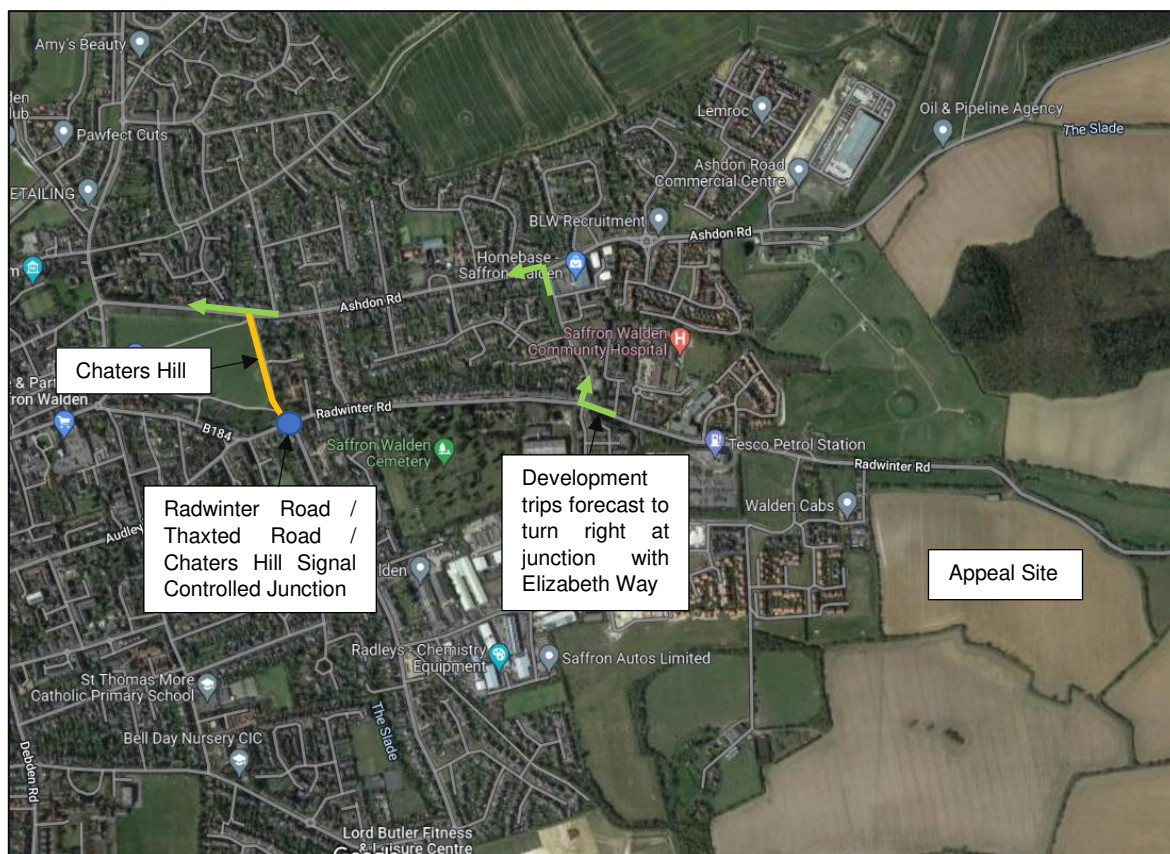 Amy's Beauty
Pawfect Cuts
ETAILING
Lemroc
Oil & Pipeline Agency
The Slade
Ashdon Road
Commercial Centre
BLW Recruitment
Ashdon Rd
Homebase -
Saffron Walden
Ashdon Rd
Saffron Walden
Community Hospital
Chaters Hill
Radwinter Rd
B184
Saffron Walden
Cemetery
Tesco Petrol Station
Radwinter Rd
Walden Cabs
Radwinter Road /
Thaxted Road /
Chaters Hill Signal
Controlled Junction
Development
trips forecast to
turn right at
junction with
Elizabeth Way
Appeal Site
Audley
Radleys - Chemistry
Equipment
Saffron Autos Limited
St Thomas More
Catholic Primary School
The Slade
Bell Day Nursery CIC
Debden Rd
Lord Butler Fitness
& Leisure Centre